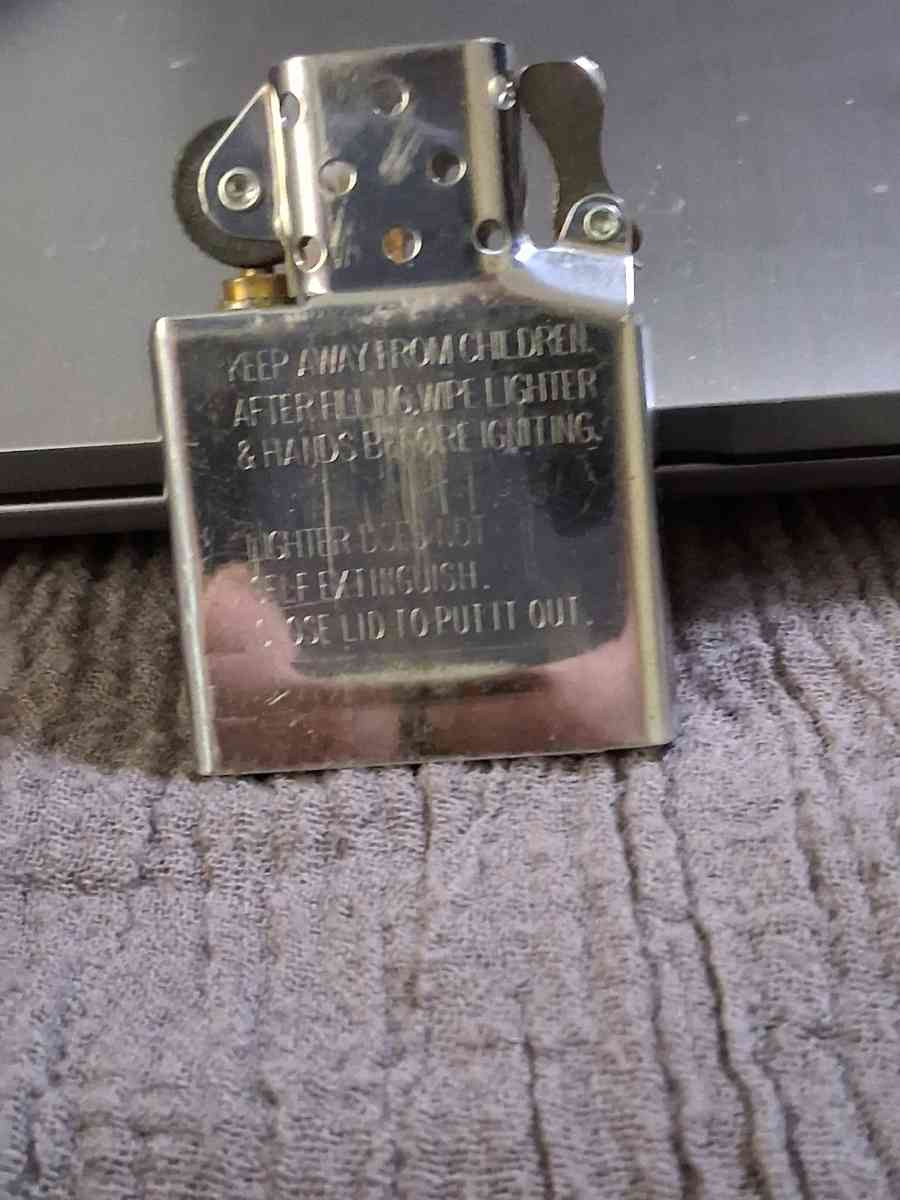 KEEP AWAY FROM CHILDREN.
AFTER FILLING, WIPE LIGHTER
& HANDS BEFORE IGNITING.
LIGHTER DOES NOT
SELF EXTINGUISH.
CLOSE LID TO PUT IT OUT.